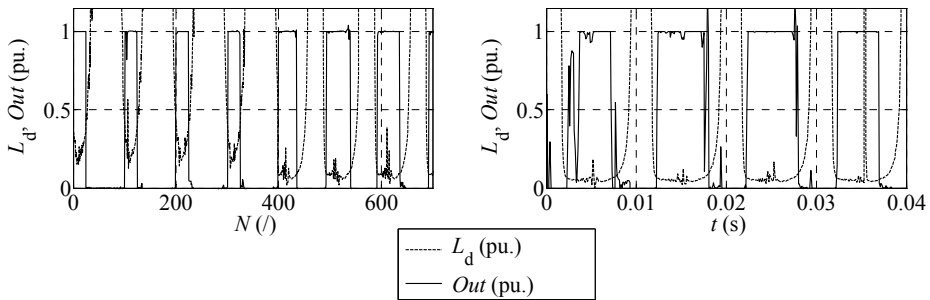 L_d, Out (pu.)
1
0.5
0
0
200
400
600
N (/)
L_d, Out (pu.)
1
0.5
0
0
0.01
0.02
0.03
0.04
t (s)
L_d (pu.)
Out (pu.)